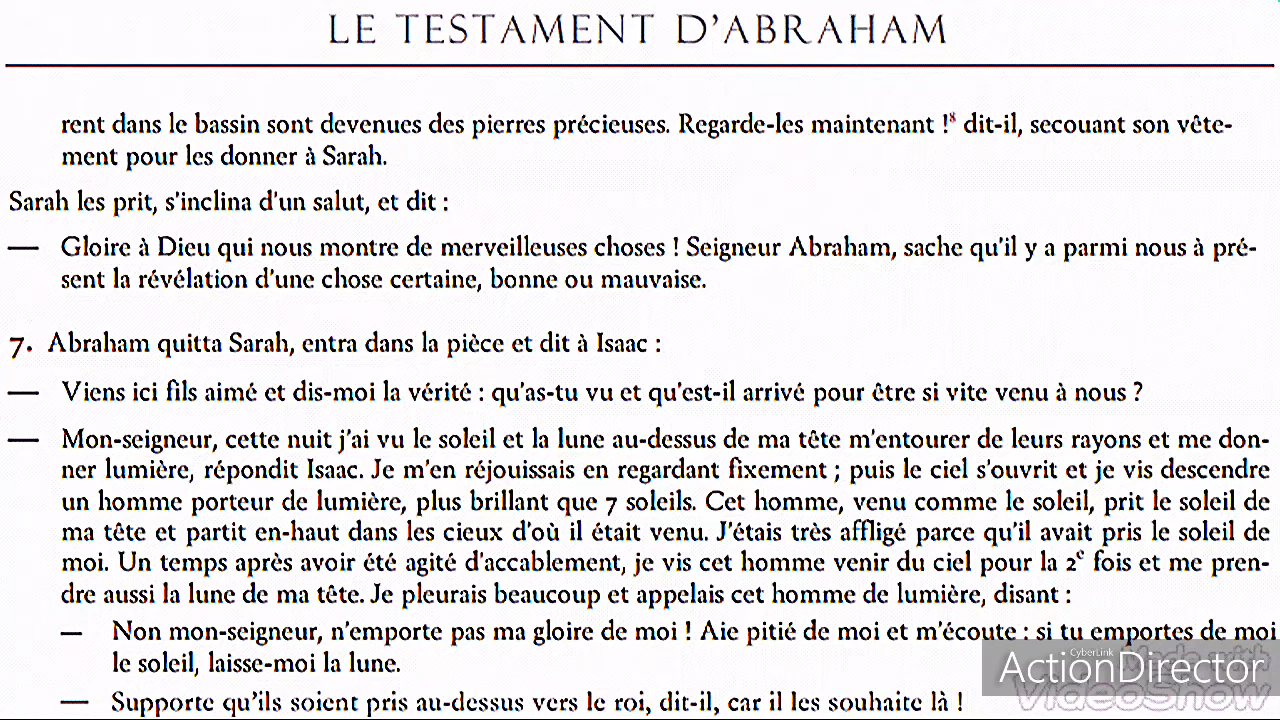 LE TESTAMENT D'ABRAHAM
rent dans le bassin sont devenues des pierres précieuses. Regarde-les maintenant !⁸ dit-il, secouant son vête-
ment pour les donner à Sarah.
Sarah les prit, s'inclina d'un salut, et dit :
— Gloire à Dieu qui nous montre de merveilleuses choses ! Seigneur Abraham, sache qu'il y a parmi nous à pré-
sent la révélation d'une chose certaine, bonne ou mauvaise.
7. Abraham quitta Sarah, entra dans la pièce et dit à Isaac :
— Viens ici fils aimé et dis-moi la vérité : qu'as-tu vu et qu'est-il arrivé pour être si vite venu à nous ?
— Mon-seigneur, cette nuit j'ai vu le soleil et la lune au-dessus de ma tête m'entourer de leurs rayons et me don-
ner lumière, répondit Isaac. Je m'en réjouissais en regardant fixement ; puis le ciel s'ouvrit et je vis descendre
un homme porteur de lumière, plus brillant que 7 soleils. Cet homme, venu comme le soleil, prit le soleil de
ma tête et partit en-haut dans les cieux d'où il était venu. J'étais très affligé parce qu'il avait pris le soleil de
moi. Un temps après avoir été agité d'accablement, je vis cet homme venir du ciel pour la 2ᵉ fois et me pren-
dre aussi la lune de ma tête. Je pleurais beaucoup et appelais cet homme de lumière, disant :
— Non mon-seigneur, n'emporte pas ma gloire de moi ! Aie pitié de moi et m'écoute : si tu emportes de moi
le soleil, laisse-moi la lune.
— Supporte qu'ils soient pris au-dessus vers le roi, dit-il, car il les souhaite là !
Made with
CyberLink
ActionDirector
VideoShow